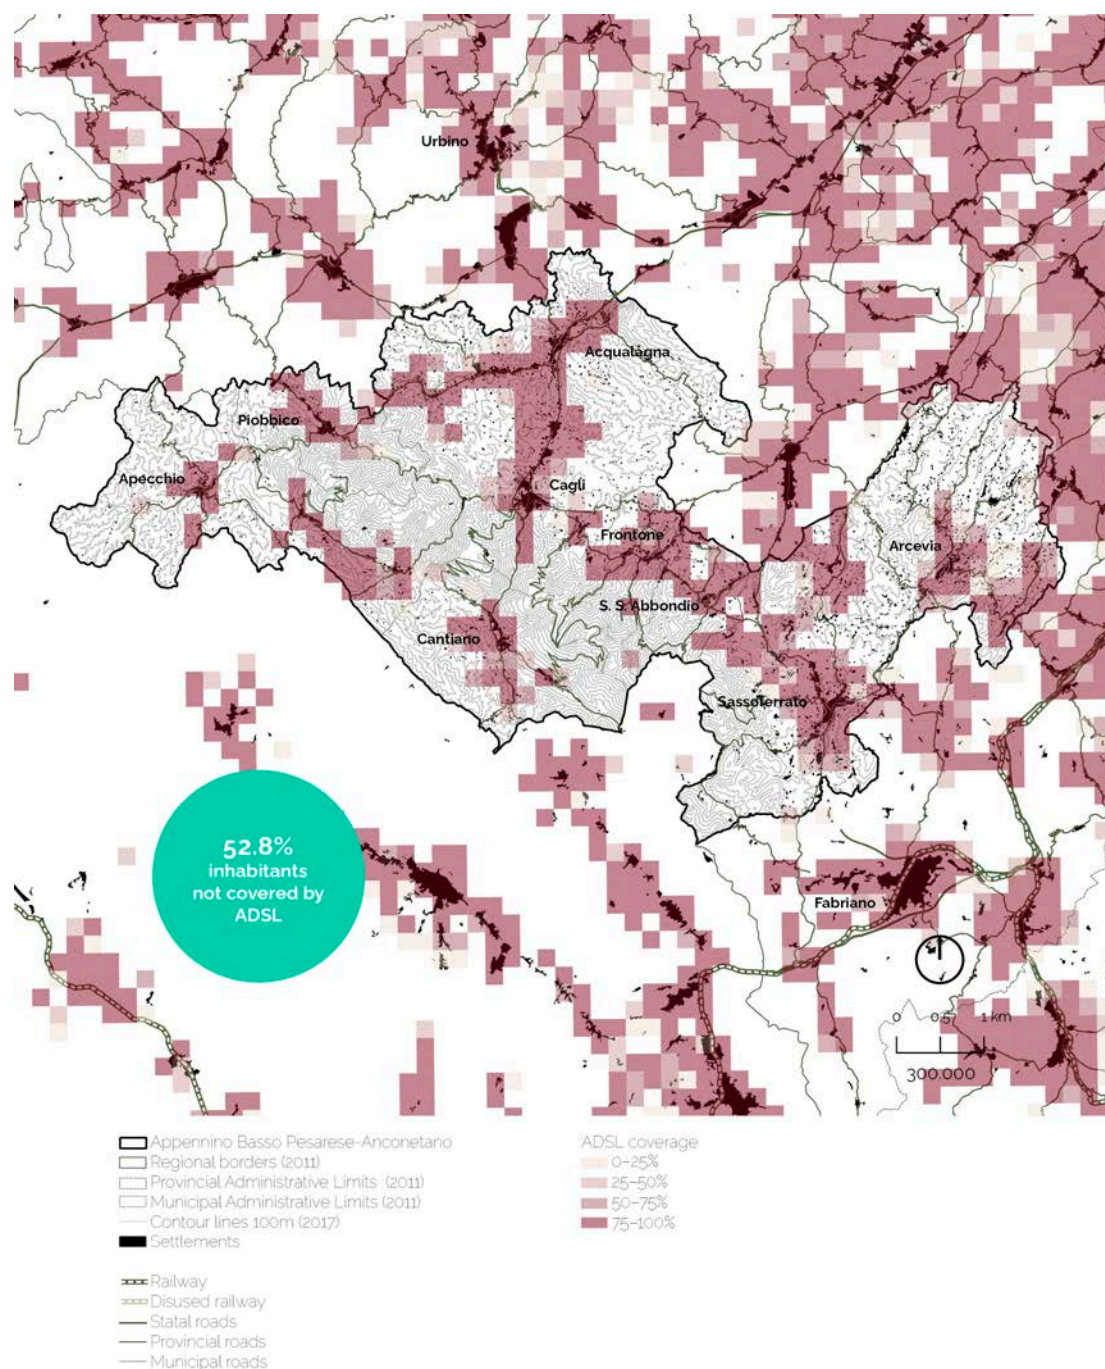 Urbino
Acqualagna
Piobbico
Apecchio
Cagli
Frontone
Arcevia
S. S. Abbondio
Cantiano
Sassoferrato
52.8%
inhabitants
not covered by
ADSL
Fabriano
0 0.5 1 km
300.000
Appennino Basso Pesarese-Anconetano
Regional borders (2011)
Provincial Administrative Limits (2011)
Municipal Administrative Limits (2011)
Contour lines 100m (2017)
Settlements
Railway
Disused railway
Statal roads
Provincial roads
Municipal roads
ADSL coverage
0-25%
25-50%
50-75%
75-100%